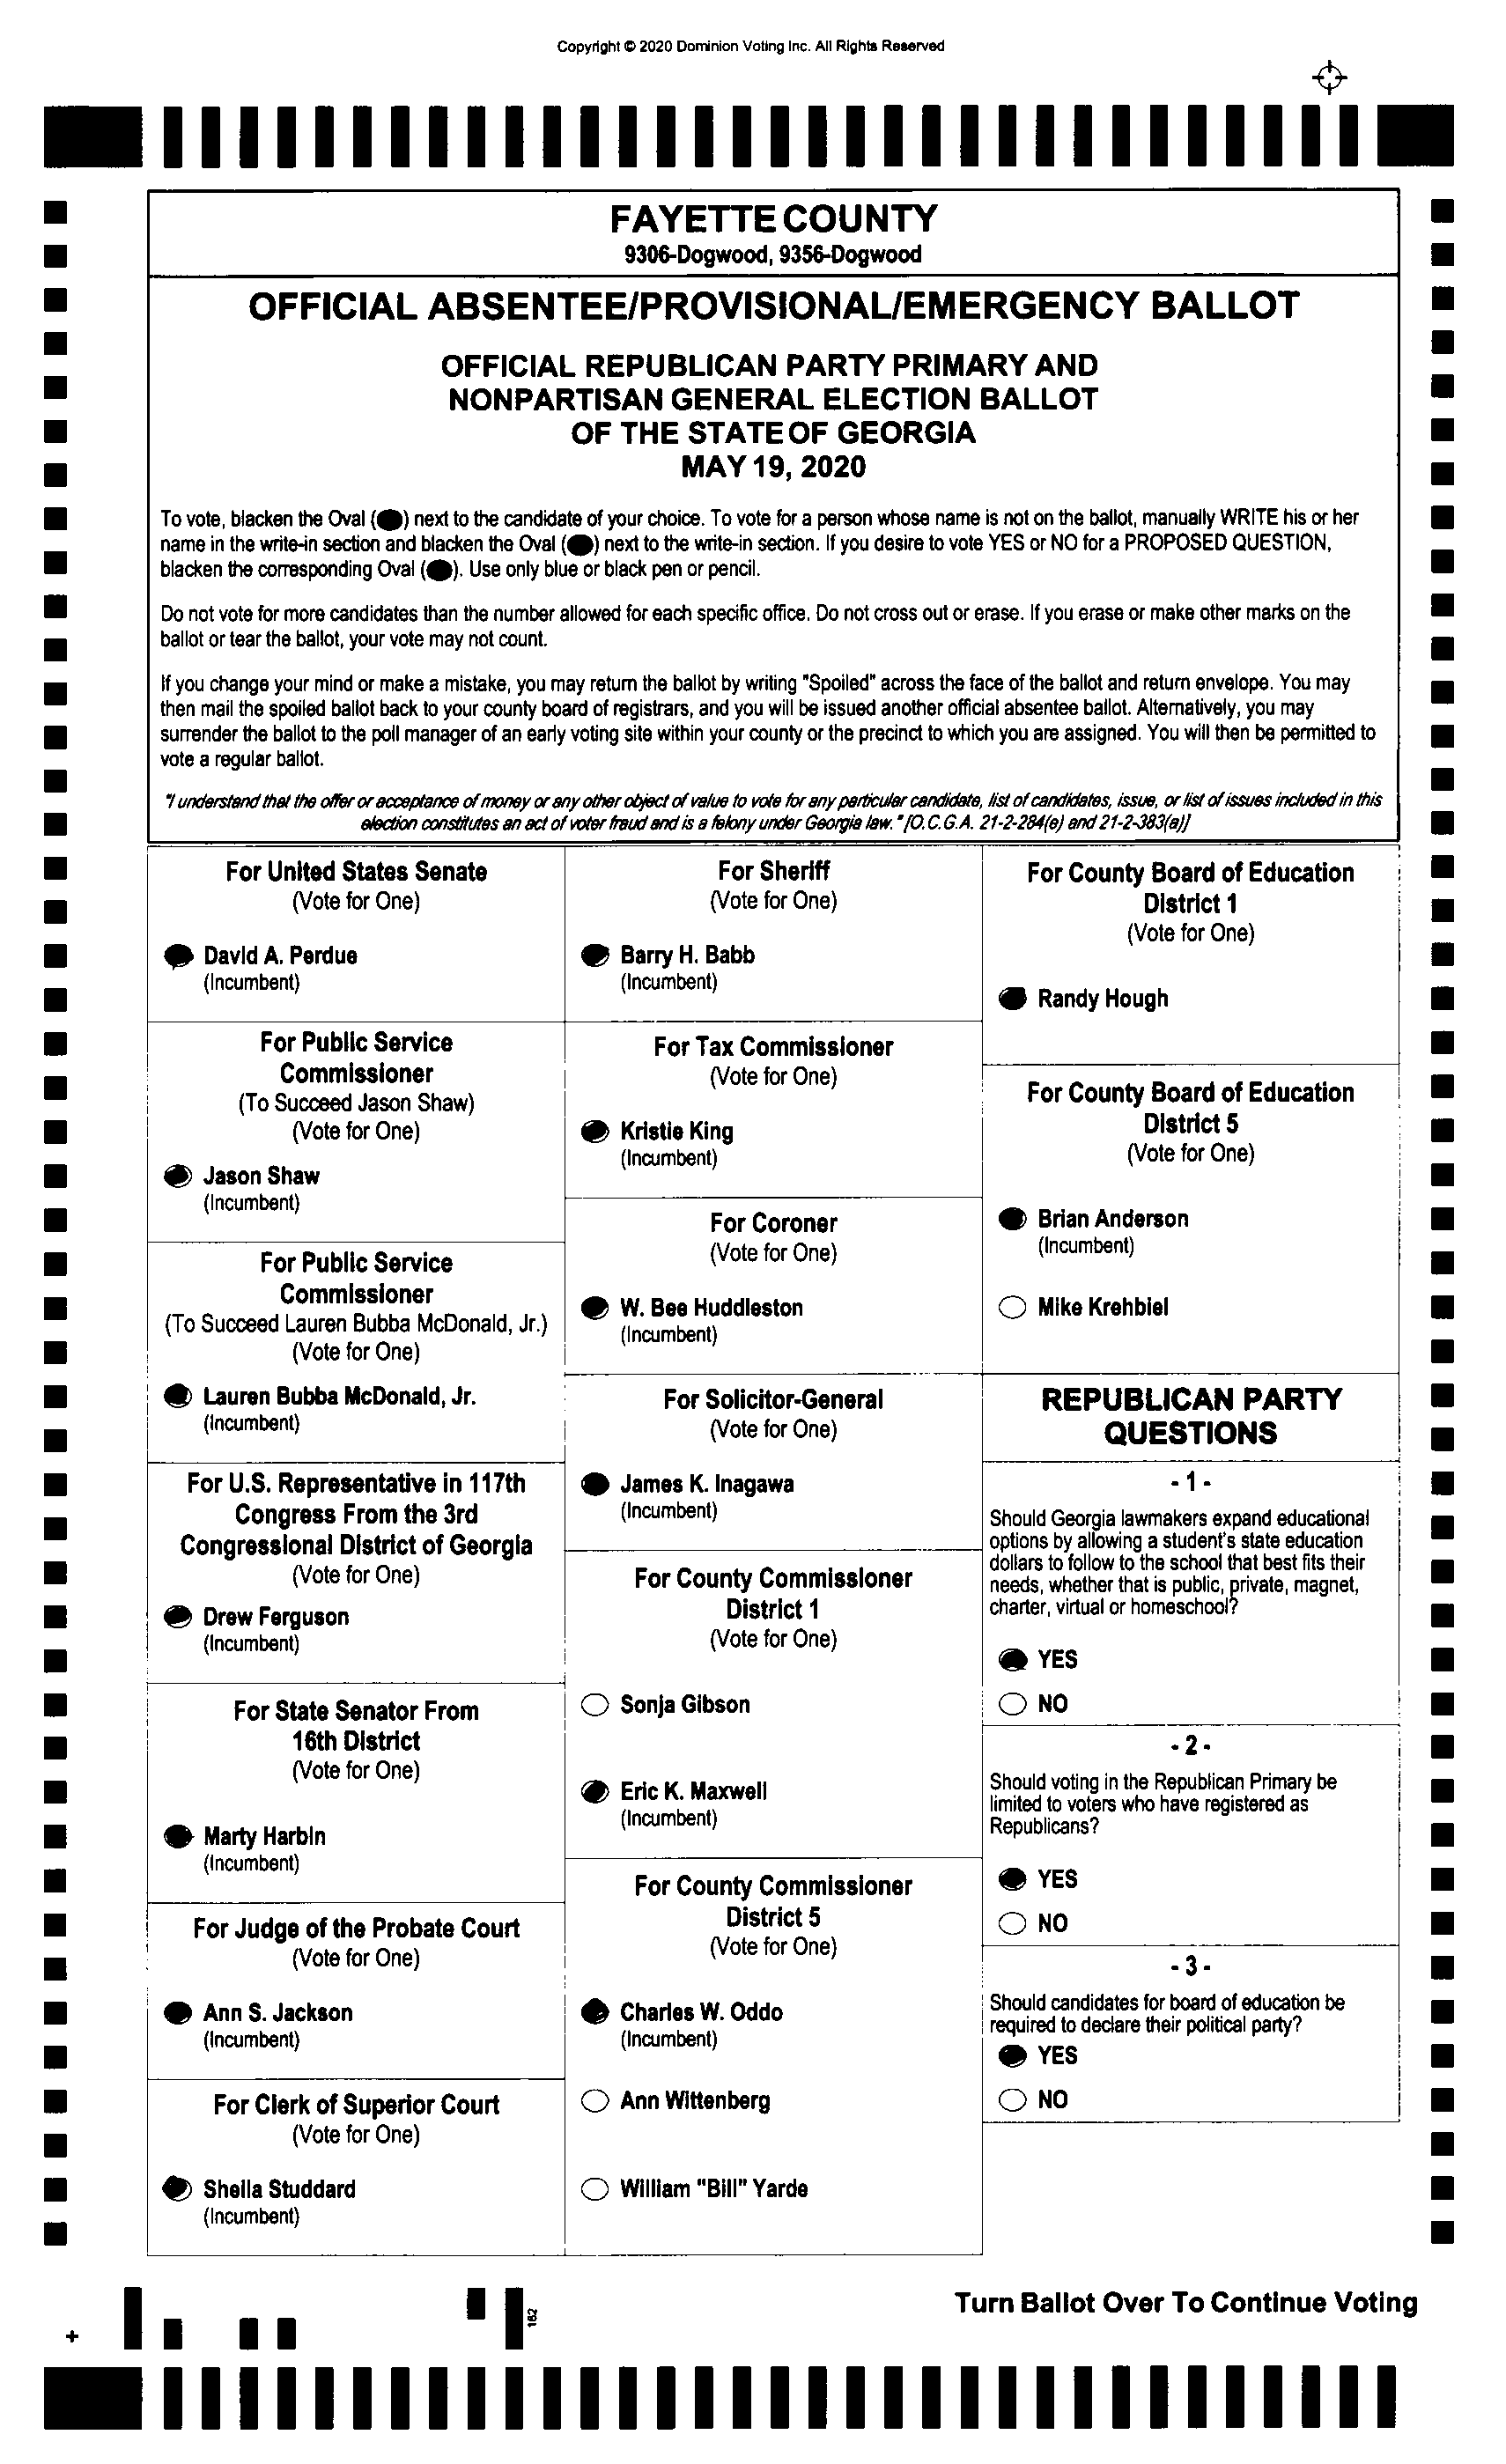 Copyright © 2020 Dominion Voting Inc. All Rights Reserved
FAYETTE COUNTY
9306-Dogwood, 9356-Dogwood
OFFICIAL ABSENTEE/PROVISIONAL/EMERGENCY BALLOT
OFFICIAL REPUBLICAN PARTY PRIMARY AND
NONPARTISAN GENERAL ELECTION BALLOT
OF THE STATE OF GEORGIA
MAY 19, 2020
To vote, blacken the Oval (●) next to the candidate of your choice. To vote for a person whose name is not on the ballot, manually WRITE his or her
name in the write-in section and blacken the Oval (●) next to the write-in section. If you desire to vote YES or NO for a PROPOSED QUESTION,
blacken the corresponding Oval (●). Use only blue or black pen or pencil.
Do not vote for more candidates than the number allowed for each specific office. Do not cross out or erase. If you erase or make other marks on the
ballot or tear the ballot, your vote may not count.
If you change your mind or make a mistake, you may return the ballot by writing "Spoiled" across the face of the ballot and return envelope. You may
then mail the spoiled ballot back to your county board of registrars, and you will be issued another official absentee ballot. Alternatively, you may
surrender the ballot to the poll manager of an early voting site within your county or the precinct to which you are assigned. You will then be permitted to
vote a regular ballot.
"I understand that the offer or acceptance of money or any other object of value to vote for any particular candidate, list of candidates, issue, or list of issues included in this
election constitutes an act of voter fraud and is a felony under Georgia law." [O.C.G.A. 21-2-284(e) and 21-2-383(a)]
For United States Senate
(Vote for One)
David A. Perdue
(Incumbent)
For Public Service
Commissioner
(To Succeed Jason Shaw)
(Vote for One)
Jason Shaw
(Incumbent)
For Public Service
Commissioner
(To Succeed Lauren Bubba McDonald, Jr.)
(Vote for One)
Lauren Bubba McDonald, Jr.
(Incumbent)
For U.S. Representative in 117th
Congress From the 3rd
Congressional District of Georgia
(Vote for One)
Drew Ferguson
(Incumbent)
For State Senator From
16th District
(Vote for One)
Marty Harbin
(Incumbent)
For Judge of the Probate Court
(Vote for One)
Ann S. Jackson
(Incumbent)
For Clerk of Superior Court
(Vote for One)
Sheila Studdard
(Incumbent)
For Sheriff
(Vote for One)
Barry H. Babb
(Incumbent)
For Tax Commissioner
(Vote for One)
Kristie King
(Incumbent)
For Coroner
(Vote for One)
W. Bee Huddleston
(Incumbent)
For Solicitor-General
(Vote for One)
James K. Inagawa
(Incumbent)
For County Commissioner
District 1
(Vote for One)
Sonja Gibson
Eric K. Maxwell
(Incumbent)
For County Commissioner
District 5
(Vote for One)
Charles W. Oddo
(Incumbent)
Ann Wittenberg
William "Bill" Yarde
For County Board of Education
District 1
(Vote for One)
Randy Hough
For County Board of Education
District 5
(Vote for One)
Brian Anderson
(Incumbent)
Mike Krehbiel
REPUBLICAN PARTY
QUESTIONS
- 1 -
Should Georgia lawmakers expand educational
options by allowing a student's state education
dollars to follow to the school that best fits their
needs, whether that is public, private, magnet,
charter, virtual or homeschool?
YES
NO
- 2 -
Should voting in the Republican Primary be
limited to voters who have registered as
Republicans?
YES
NO
- 3 -
Should candidates for board of education be
required to declare their political party?
YES
NO
Turn Ballot Over To Continue Voting
162
+